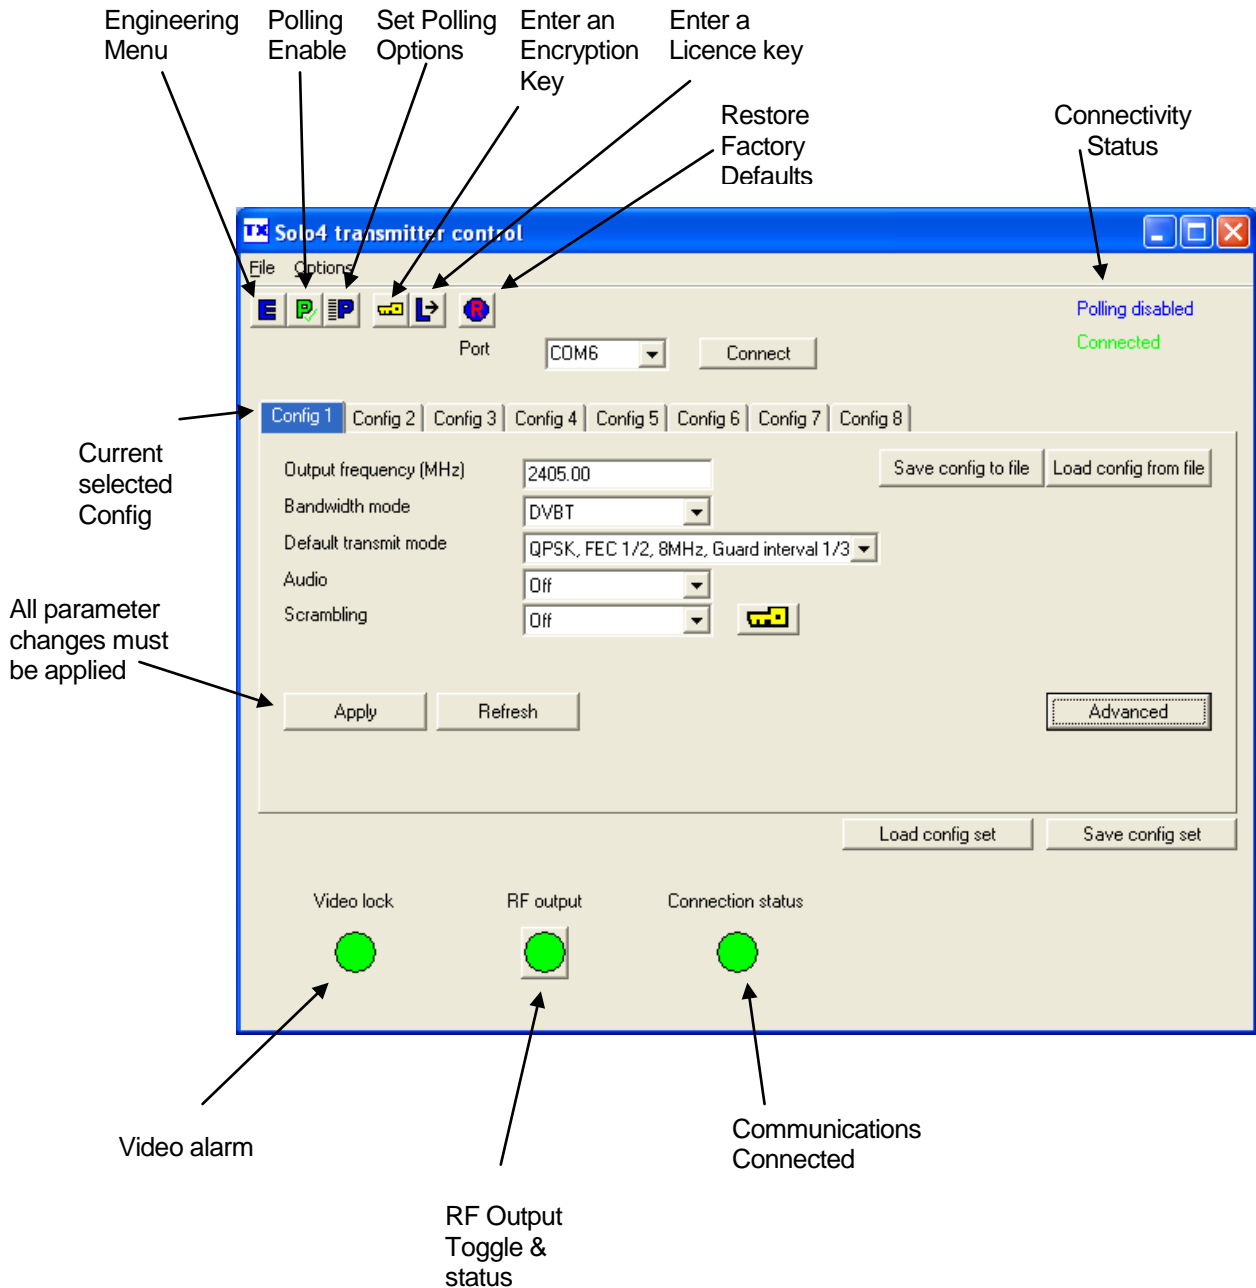 Engineering
Menu
Polling
Enable
Set Polling
Options
Enter an
Encryption
Key
Enter a
Licence key
Restore
Factory
Defaults
Connectivity
Status
TX Solo4 transmitter control
File Options
E P P L R
Polling disabled
Connected
Port COM6 Connect
Config 1 Config 2 Config 3 Config 4 Config 5 Config 6 Config 7 Config 8
Current
selected
Config
Output frequency (MHz) 2405.00 Save config to file Load config from file
Bandwidth mode DVBT
Default transmit mode QPSK, FEC 1/2, 8MHz, Guard interval 1/3
Audio Off
Scrambling Off
All parameter
changes must
be applied
Apply Refresh Advanced
Load config set Save config set
Video lock RF output Connection status
Video alarm
Communications
Connected
RF Output
Toggle &
status